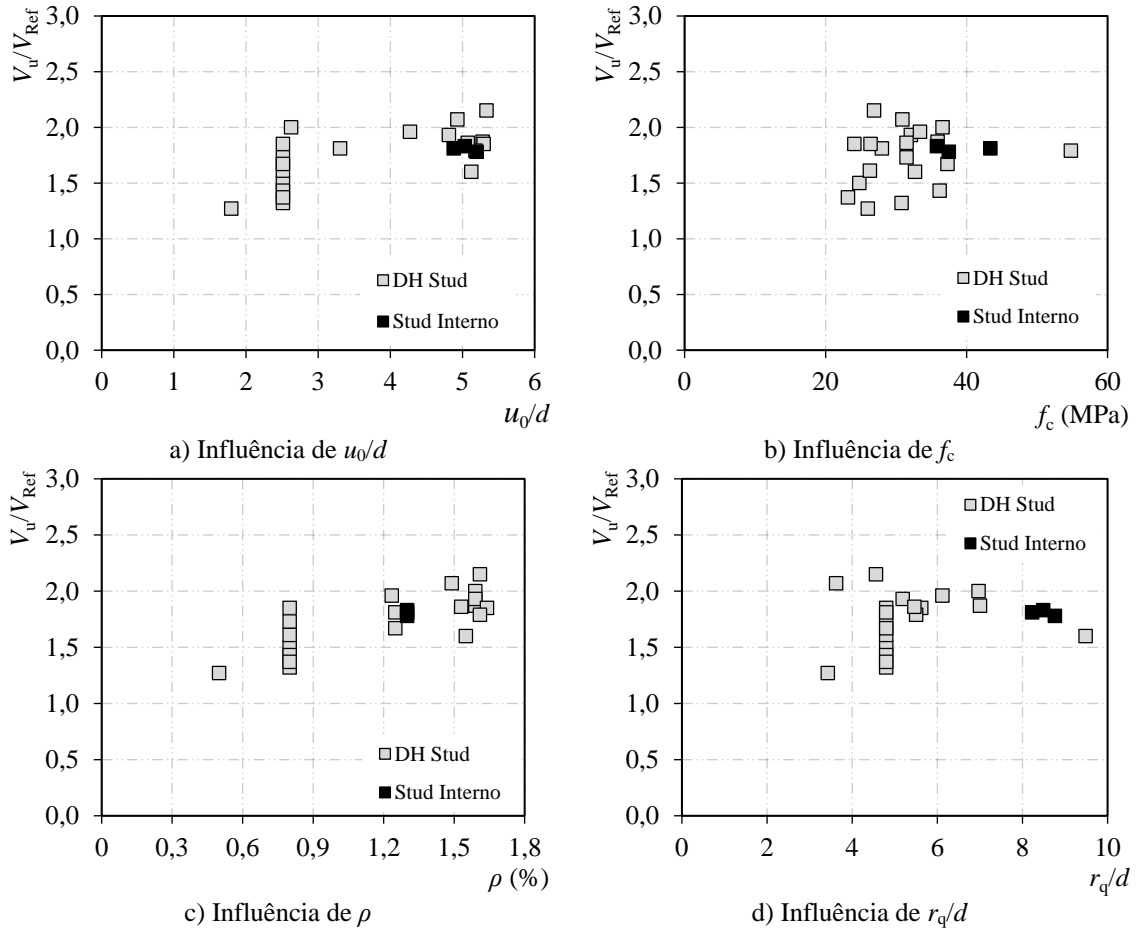 V_u/V_Ref
3,0
2,5
2,0
1,5
1,0
0,5
0,0
DH Stud
Stud Interno
0 1 2 3 4 5 6
u_0/d
a) Influência de u_0/d
V_u/V_Ref
3,0
2,5
2,0
1,5
1,0
0,5
0,0
DH Stud
Stud Interno
0 20 40 60
f_c (MPa)
b) Influência de f_c
V_u/V_Ref
3,0
2,5
2,0
1,5
1,0
0,5
0,0
DH Stud
Stud Interno
0 0,3 0,6 0,9 1,2 1,5 1,8
ρ (%)
c) Influência de ρ
V_u/V_Ref
3,0
2,5
2,0
1,5
1,0
0,5
0,0
DH Stud
Stud Interno
0 2 4 6 8 10
r_q/d
d) Influência de r_q/d